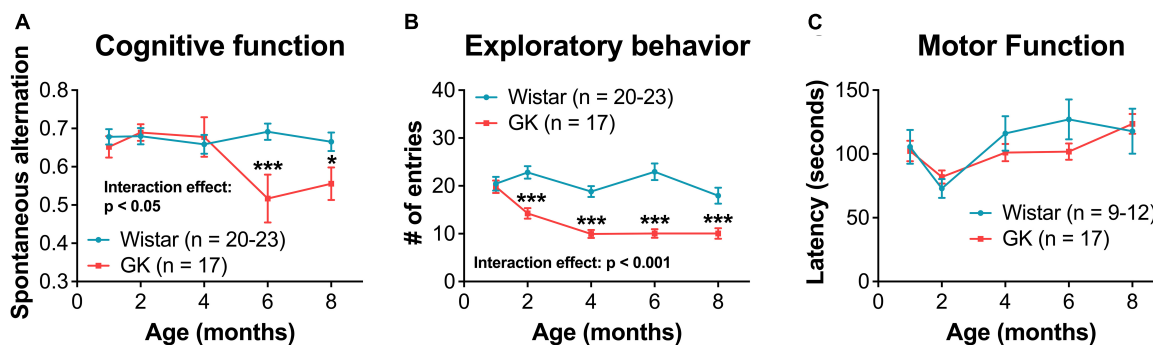 A
Cognitive function
Spontaneous alternation
0.8
0.7
0.6
0.5
0.4
0.3
***
*
Interaction effect:
p < 0.05
Wistar (n = 20-23)
GK (n = 17)
0 2 4 6 8
Age (months)
B
Exploratory behavior
# of entries
40
30
20
10
0
Wistar (n = 20-23)
GK (n = 17)
*** *** *** ***
Interaction effect: p < 0.001
0 2 4 6 8
Age (months)
C
Motor Function
Latency (seconds)
150
100
50
0
Wistar (n = 9-12)
GK (n = 17)
0 2 4 6 8
Age (months)